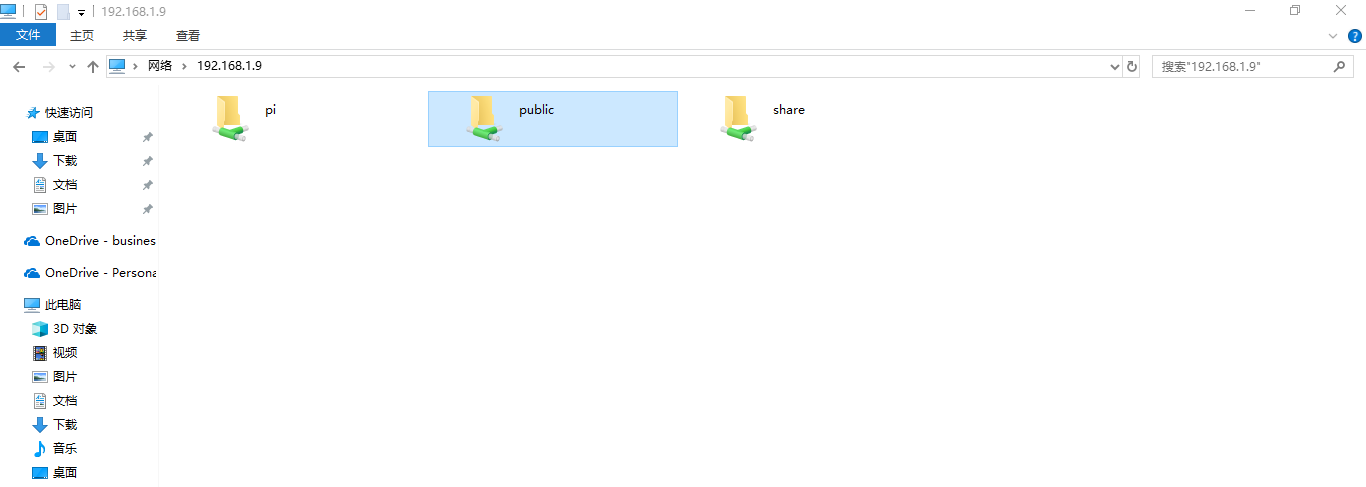 192.168.1.9
文件 主页 共享 查看
网络 192.168.1.9
搜索"192.168.1.9"
快速访问
桌面
下载
文档
图片
OneDrive - busines
OneDrive - Persona
此电脑
3D 对象
视频
图片
文档
下载
音乐
桌面
pi
public
share